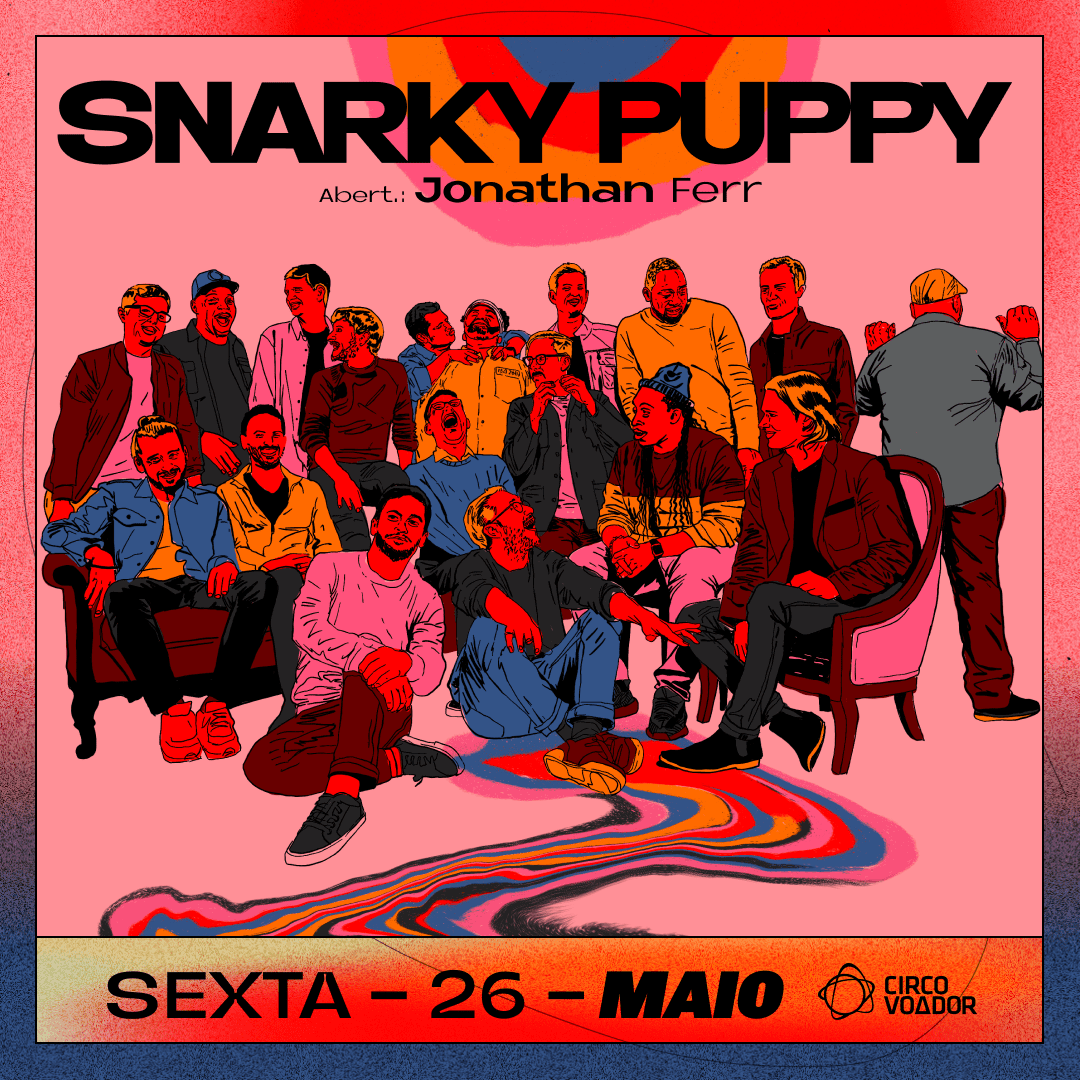 SNARKY PUPPY
Abert.: Jonathan Ferr
SEXTA – 26 – MAIO
CIRCO
VOADOR